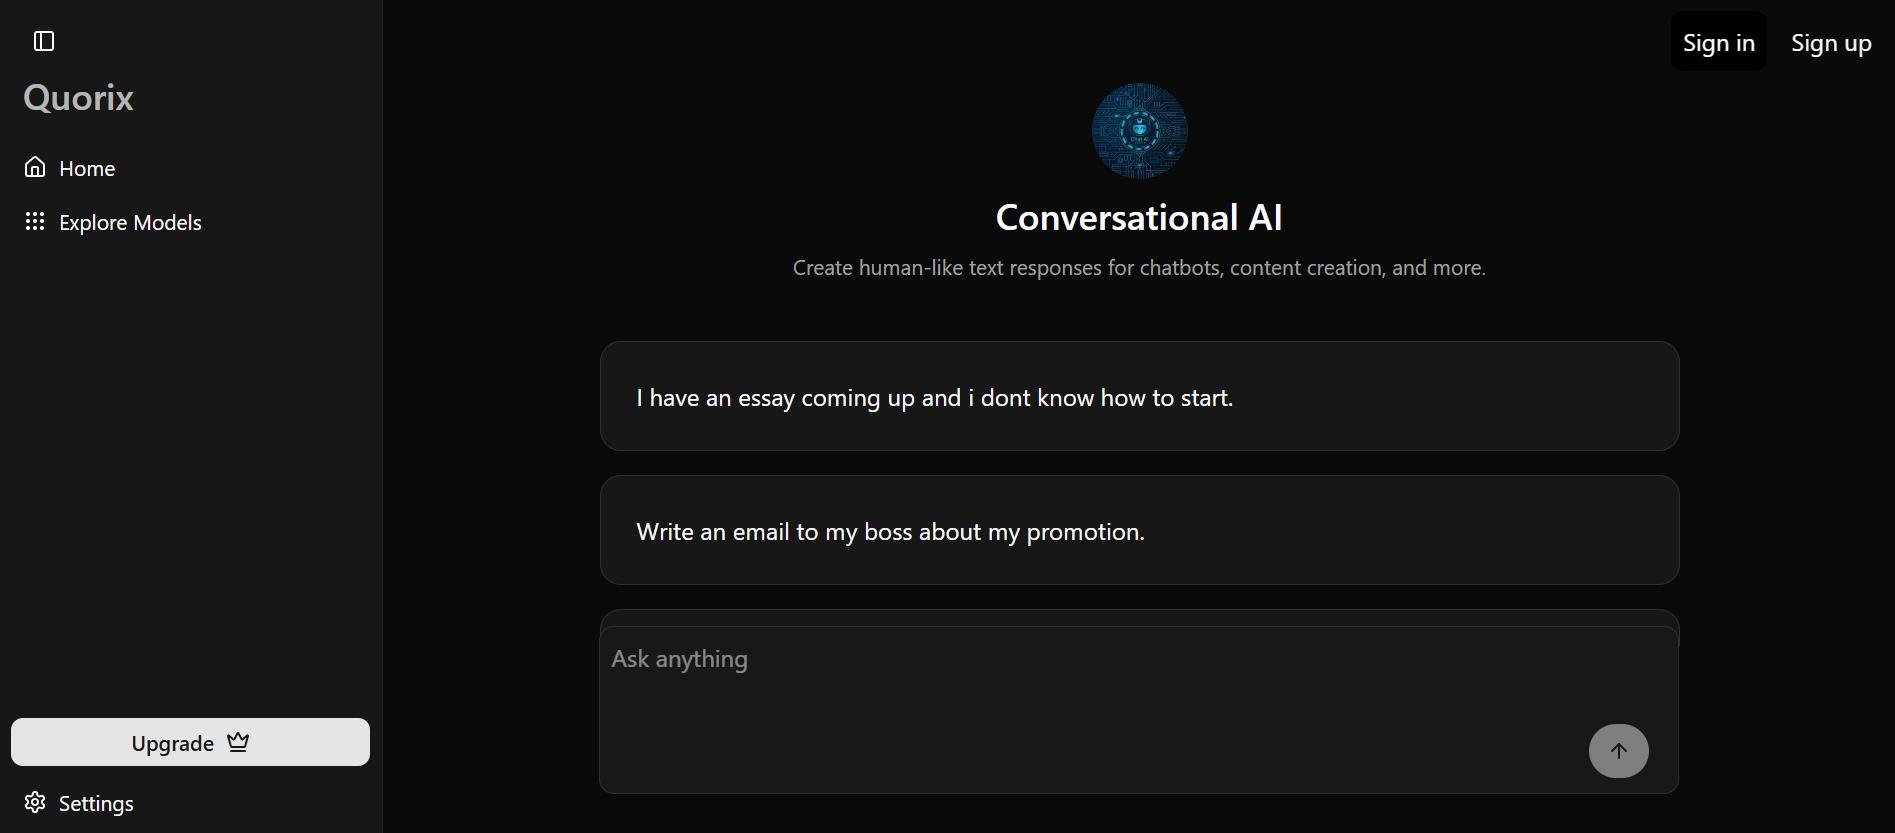 Sign in
Sign up
Quorix
Home
Explore Models
Conversational AI
Create human-like text responses for chatbots, content creation, and more.
I have an essay coming up and i dont know how to start.
Write an email to my boss about my promotion.
Ask anything
Upgrade
Settings